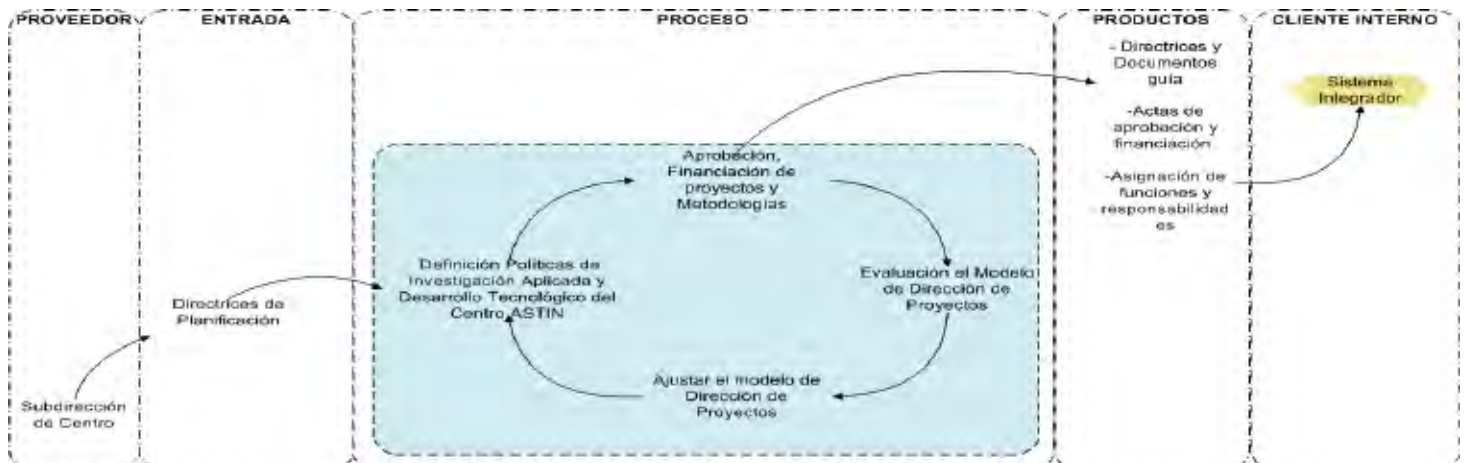 PROVEEDOR
ENTRADA
PROCESO
PRODUCTOS
CLIENTE INTERNO
Subdirección
de Centro
Directrices de
Planificación
Definición Políticas de
Investigación Aplicada y
Desarrollo Tecnológico del
Centro ASTIN
Aprobación,
Financiación de
proyectos y
Metodologías
Evaluación el Modelo
de Dirección de
Proyectos
Ajustar el modelo de
Dirección de
Proyectos
- Directrices y
Documentos
guía
-Actas de
aprobación y
financiación
-Asignación de
funciones y
responsabilidad
es
Sistema
Integrador